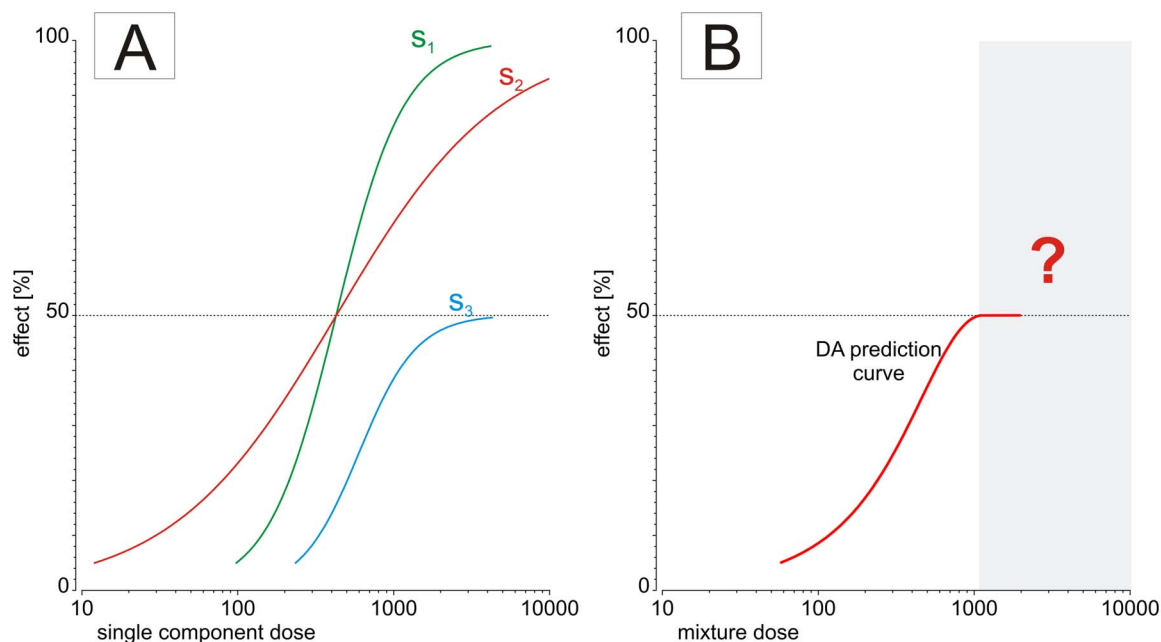 A
100
50
0
effect [%]
S1
S2
S3
10
100
1000
10000
single component dose
B
100
50
0
effect [%]
?
DA prediction
curve
10
100
1000
10000
mixture dose